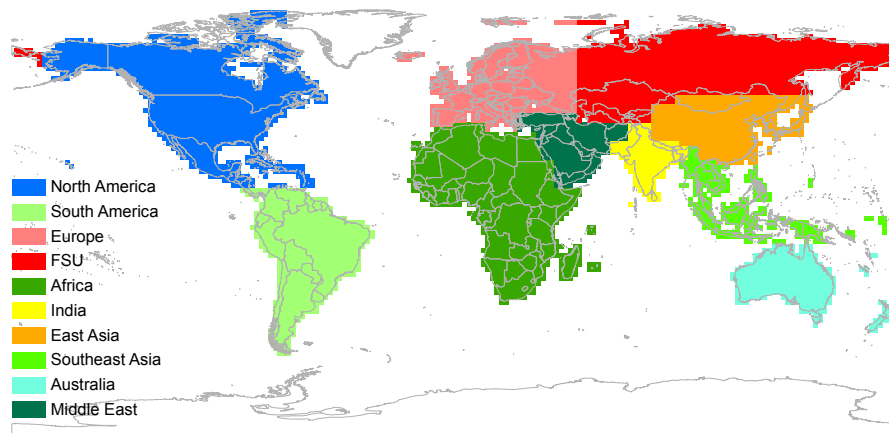 North America
South America
Europe
FSU
Africa
India
East Asia
Southeast Asia
Australia
Middle East